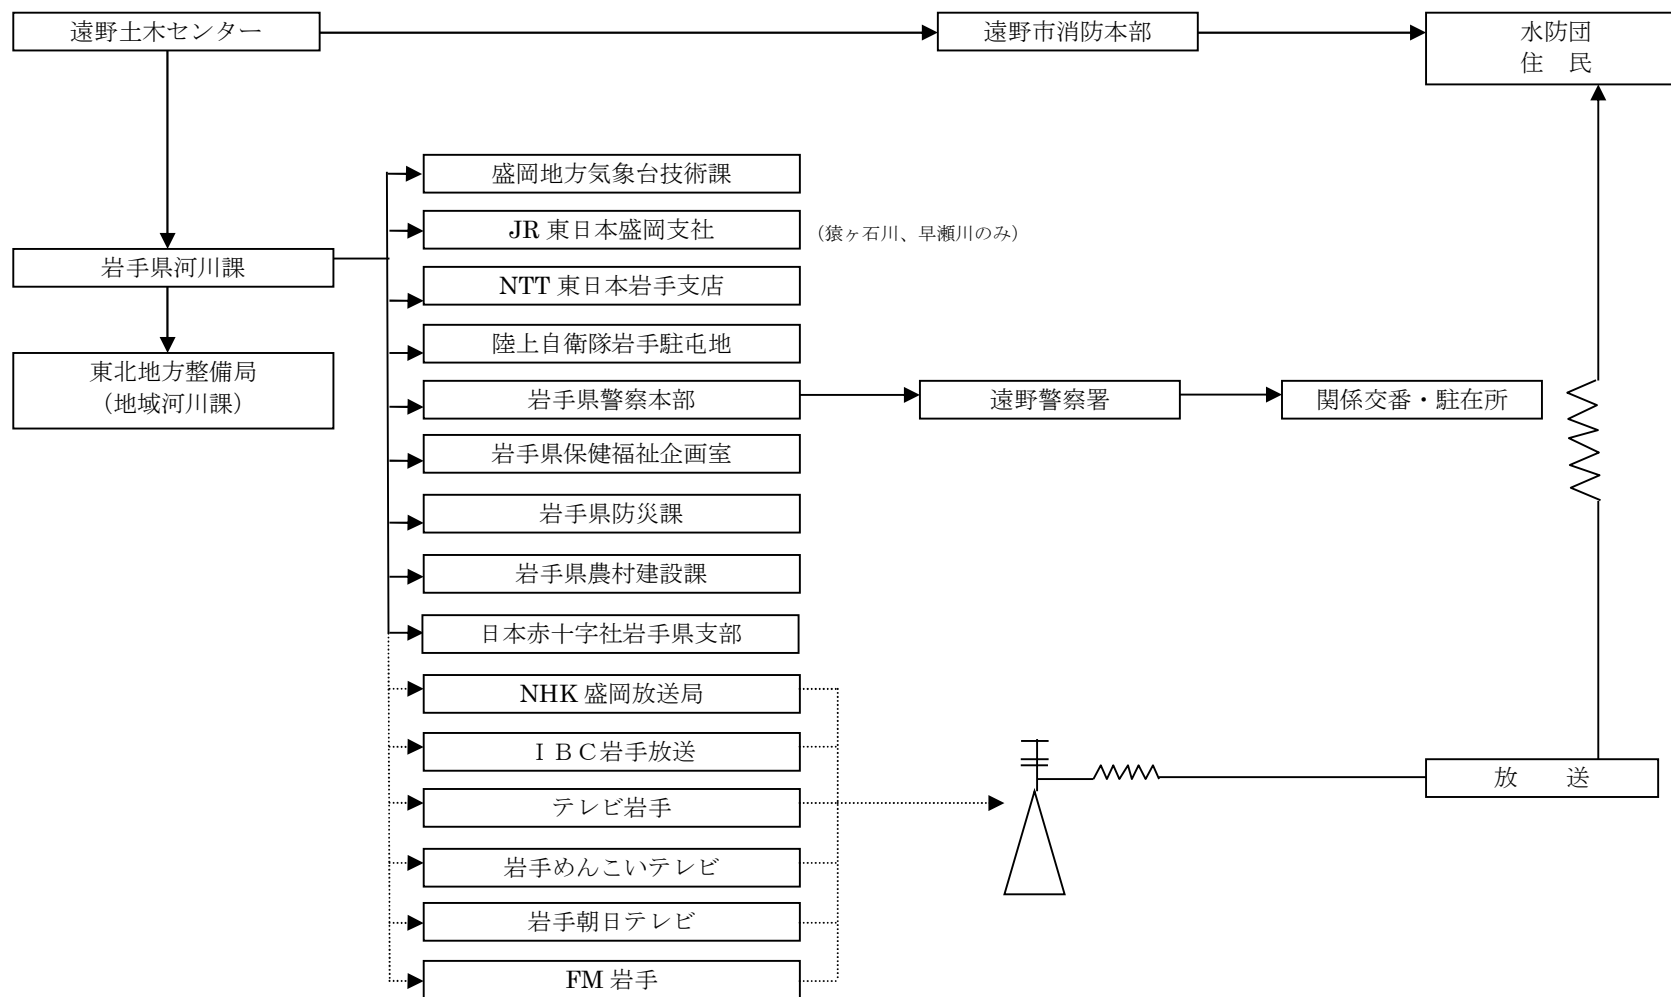 遠野土木センター
遠野市消防本部
水防団
住　民
盛岡地方気象台技術課
JR 東日本盛岡支社
（猿ヶ石川、早瀬川のみ）
岩手県河川課
NTT 東日本岩手支店
陸上自衛隊岩手駐屯地
東北地方整備局
（地域河川課）
岩手県警察本部
遠野警察署
関係交番・駐在所
岩手県保健福祉企画室
岩手県防災課
岩手県農村建設課
日本赤十字社岩手県支部
NHK 盛岡放送局
ＩＢＣ岩手放送
放　　送
テレビ岩手
岩手めんこいテレビ
岩手朝日テレビ
FM 岩手